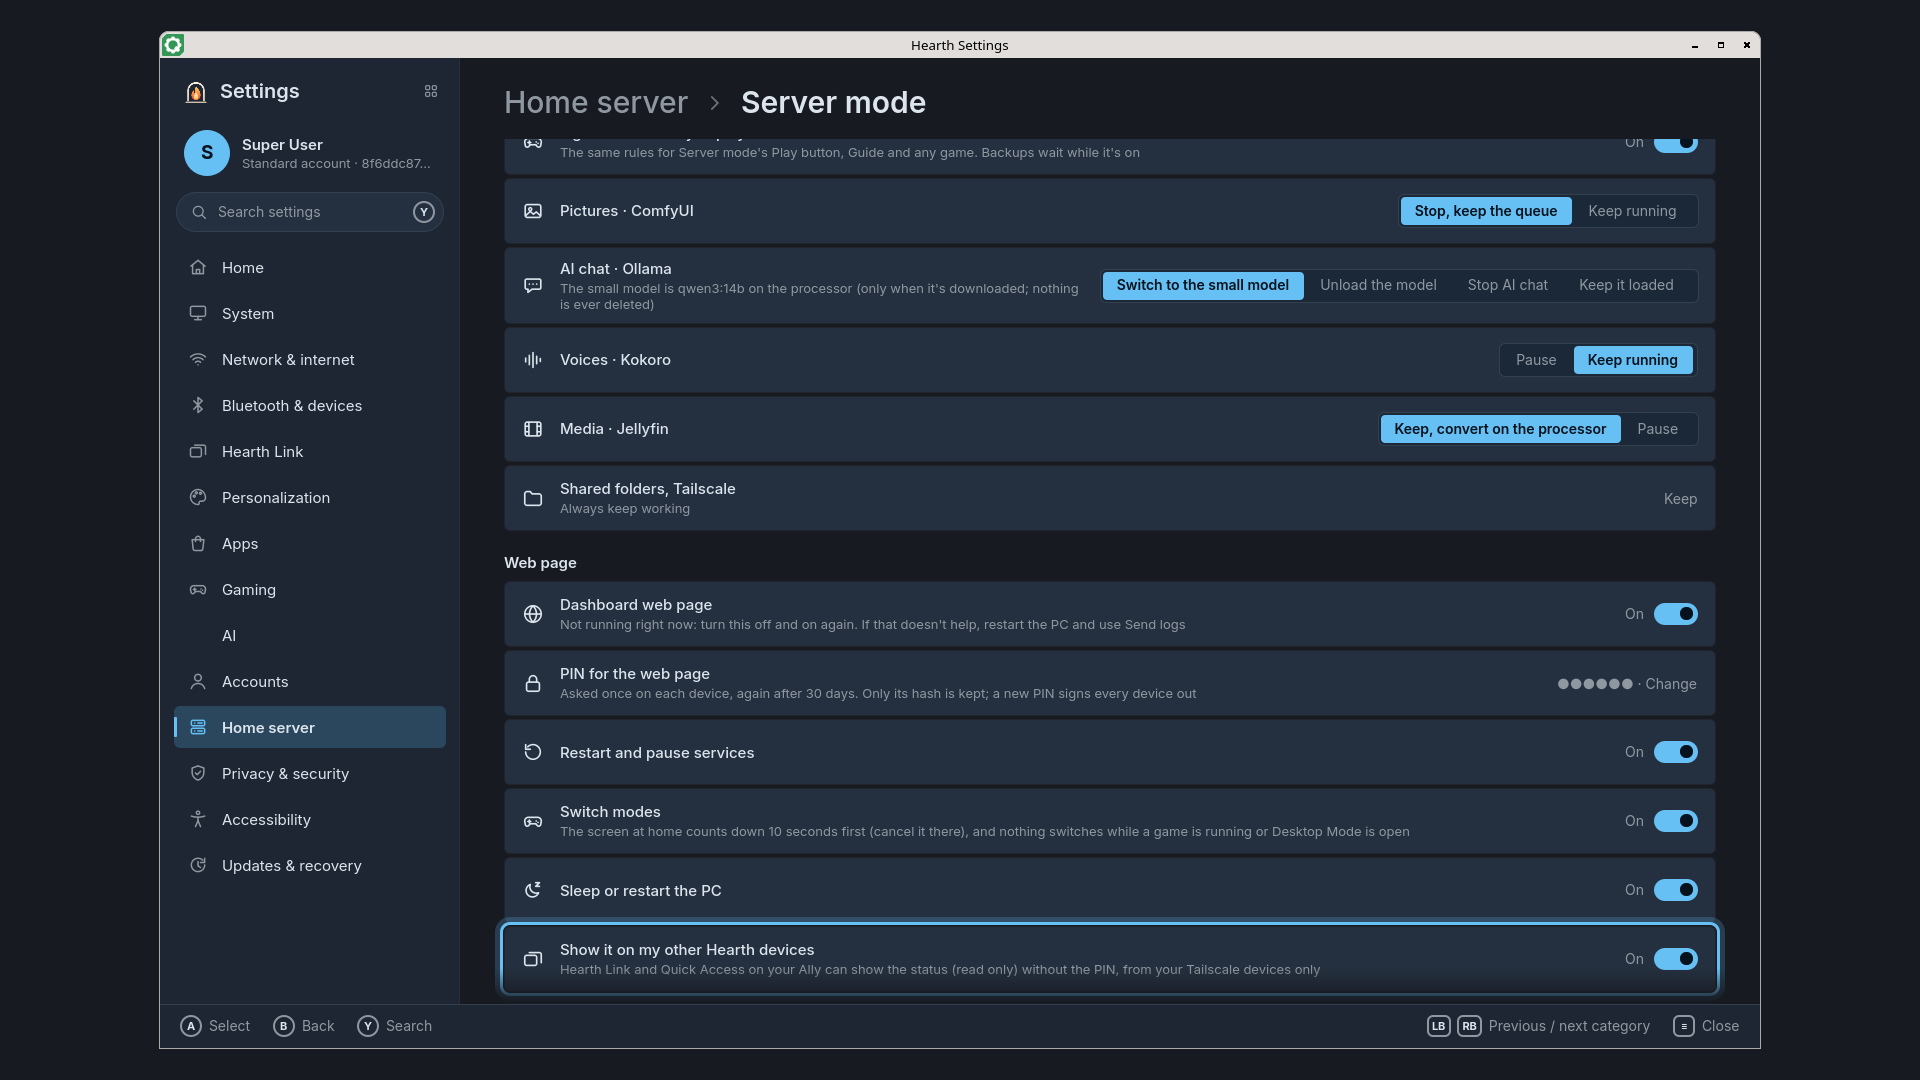 Hearth Settings
Settings
S
Super User
Standard account · 8f6ddc87...
Search settings
Y
Home
System
Network & internet
Bluetooth & devices
Hearth Link
Personalization
Apps
Gaming
AI
Accounts
Home server
Privacy & security
Accessibility
Updates & recovery
Home server > Server mode
The same rules for Server mode's Play button, Guide and any game. Backups wait while it's on
On
Pictures · ComfyUI
Stop, keep the queue
Keep running
AI chat · Ollama
The small model is qwen3:14b on the processor (only when it's downloaded; nothing
is ever deleted)
Switch to the small model
Unload the model
Stop AI chat
Keep it loaded
Voices · Kokoro
Pause
Keep running
Media · Jellyfin
Keep, convert on the processor
Pause
Shared folders, Tailscale
Always keep working
Keep
Web page
Dashboard web page
Not running right now: turn this off and on again. If that doesn't help, restart the PC and use Send logs
On
PIN for the web page
Asked once on each device, again after 30 days. Only its hash is kept; a new PIN signs every device out
●●●●●● · Change
Restart and pause services
On
Switch modes
The screen at home counts down 10 seconds first (cancel it there), and nothing switches while a game is running or Desktop Mode is open
On
Sleep or restart the PC
On
Show it on my other Hearth devices
Hearth Link and Quick Access on your Ally can show the status (read only) without the PIN, from your Tailscale devices only
On
A Select
B Back
Y Search
LB RB Previous / next category
≡ Close